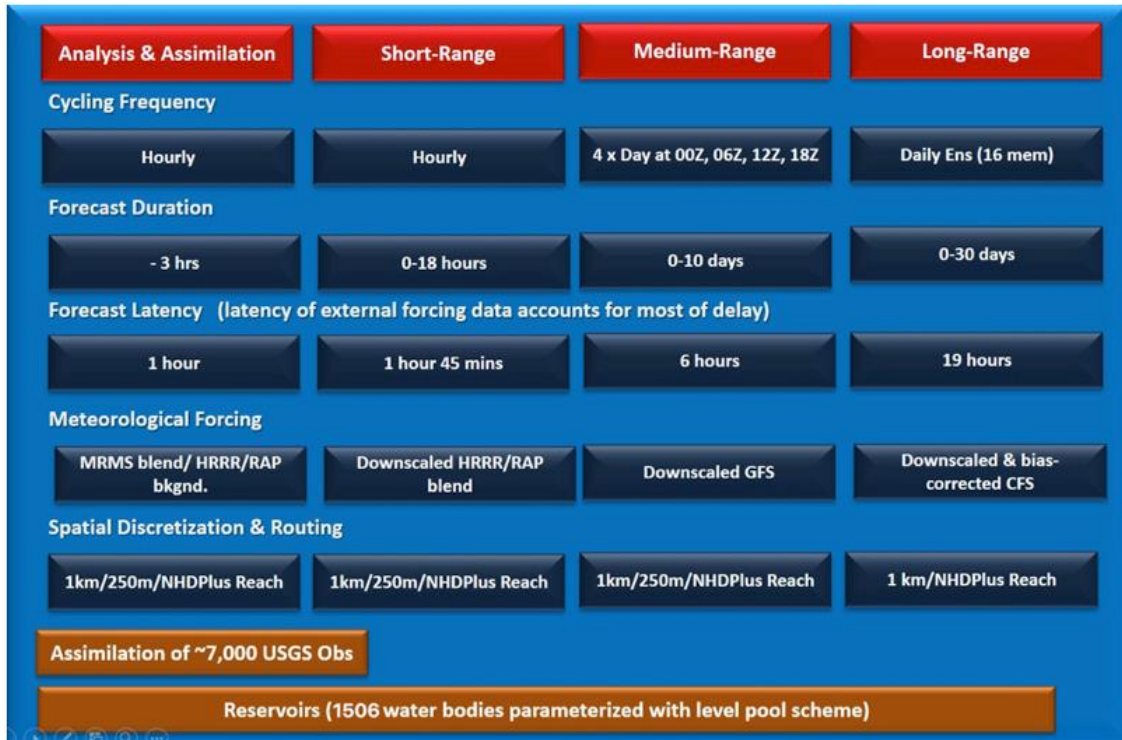 Analysis & Assimilation Short-Range Medium-Range Long-Range
Cycling Frequency
Hourly Hourly 4 x Day at 00Z, 06Z, 12Z, 18Z Daily Ens (16 mem)
Forecast Duration
- 3 hrs 0-18 hours 0-10 days 0-30 days
Forecast Latency (latency of external forcing data accounts for most of delay)
1 hour 1 hour 45 mins 6 hours 19 hours
Meteorological Forcing
MRMS blend/ HRRR/RAP
bkgnd.
Downscaled HRRR/RAP
blend
Downscaled GFS
Downscaled & bias-
corrected CFS
Spatial Discretization & Routing
1km/250m/NHDPlus Reach 1km/250m/NHDPlus Reach 1km/250m/NHDPlus Reach 1 km/NHDPlus Reach
Assimilation of ~7,000 USGS Obs
Reservoirs (1506 water bodies parameterized with level pool scheme)